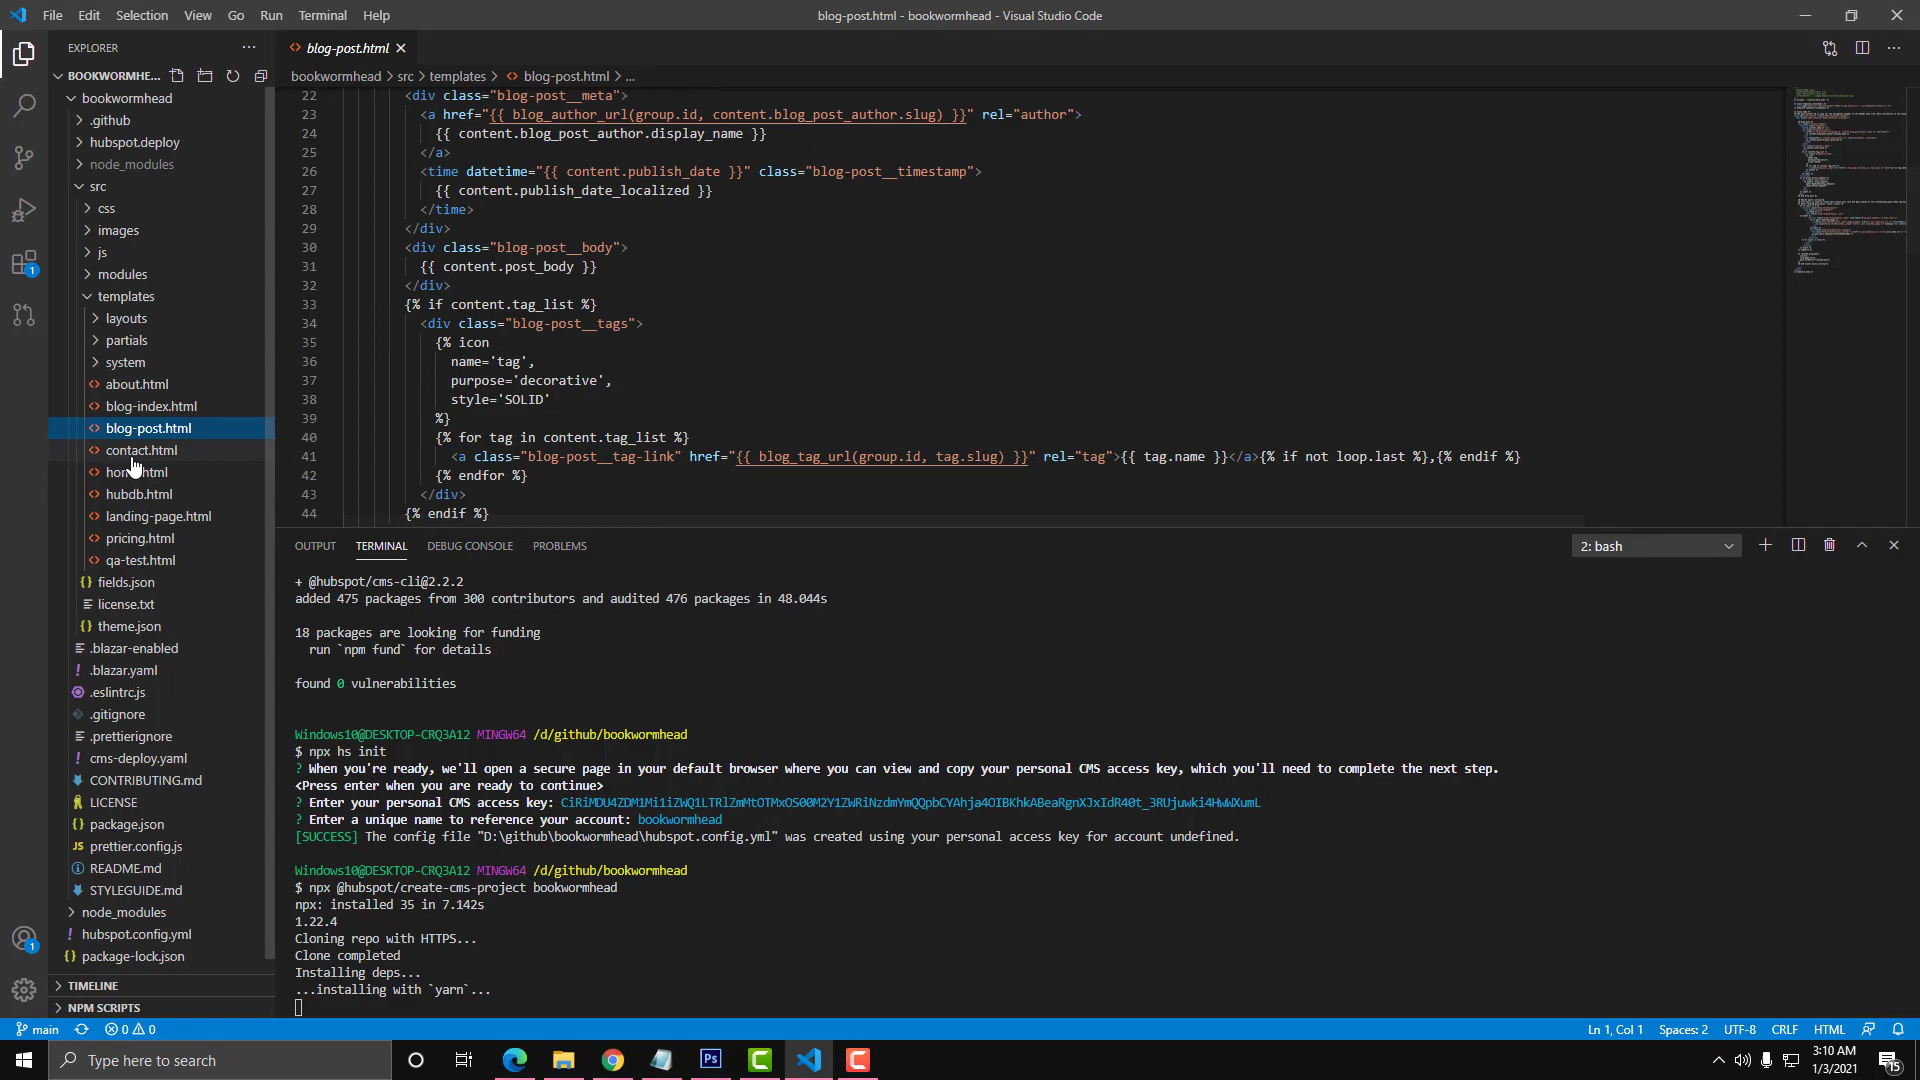 File Edit Selection View Go Run Terminal Help
blog-post.html - bookwormhead - Visual Studio Code
EXPLORER
BOOKWORMHE...
bookwormhead
.github
hubspot.deploy
node_modules
src
css
images
js
modules
templates
layouts
partials
system
about.html
blog-index.html
blog-post.html
contact.html
home.html
hubdb.html
landing-page.html
pricing.html
qa-test.html
fields.json
license.txt
theme.json
.blazar-enabled
.blazar.yaml
.eslintrc.js
.gitignore
.prettierignore
cms-deploy.yaml
CONTRIBUTING.md
LICENSE
package.json
prettier.config.js
README.md
STYLEGUIDE.md
node_modules
hubspot.config.yml
package-lock.json
TIMELINE
NPM SCRIPTS
blog-post.html
bookwormhead > src > templates > blog-post.html > ...
22 <div class="blog-post__meta">
23 <a href="{{ blog_author_url(group.id, content.blog_post_author.slug) }}" rel="author">
24 {{ content.blog_post_author.display_name }}
25 </a>
26 <time datetime="{{ content.publish_date }}" class="blog-post__timestamp">
27 {{ content.publish_date_localized }}
28 </time>
29 </div>
30 <div class="blog-post__body">
31 {{ content.post_body }}
32 </div>
33 {% if content.tag_list %}
34 <div class="blog-post__tags">
35 {% icon
36 name='tag',
37 purpose='decorative',
38 style='SOLID'
39 %}
40 {% for tag in content.tag_list %}
41 <a class="blog-post__tag-link" href="{{ blog_tag_url(group.id, tag.slug) }}" rel="tag">{{ tag.name }}</a>{% if not loop.last %},{% endif %}
42 {% endfor %}
43 </div>
44 {% endif %}
OUTPUT TERMINAL DEBUG CONSOLE PROBLEMS
2: bash
+ @hubspot/cms-cli@2.2.2
added 475 packages from 300 contributors and audited 476 packages in 48.044s
18 packages are looking for funding
run `npm fund` for details
found 0 vulnerabilities
Windows10@DESKTOP-CRQ3A12 MINGW64 /d/github/bookwormhead
$ npx hs init
? When you're ready, we'll open a secure page in your default browser where you can view and copy your personal CMS access key, which you'll need to complete the next step.
<Press enter when you are ready to continue>
? Enter your personal CMS access key: CiRiMDU4ZDM1Mi1iZWQ1LTRlZmMtOTMxOS00M2Y1ZWRiNzdmYmQQpbCYAhja4OIBKhkABeaRgnXJxIdR40t_3RUjuwki4HwWXumL
? Enter a unique name to reference your account: bookwormhead
[SUCCESS] The config file "D:\github\bookwormhead\hubspot.config.yml" was created using your personal access key for account undefined.
Windows10@DESKTOP-CRQ3A12 MINGW64 /d/github/bookwormhead
$ npx @hubspot/create-cms-project bookwormhead
npx: installed 35 in 7.142s
1.22.4
Cloning repo with HTTPS...
Clone completed
Installing deps...
...installing with `yarn`...
main 0 0
Ln 1, Col 1 Spaces: 2 UTF-8 CRLF HTML
Type here to search
3:10 AM
1/3/2021
15